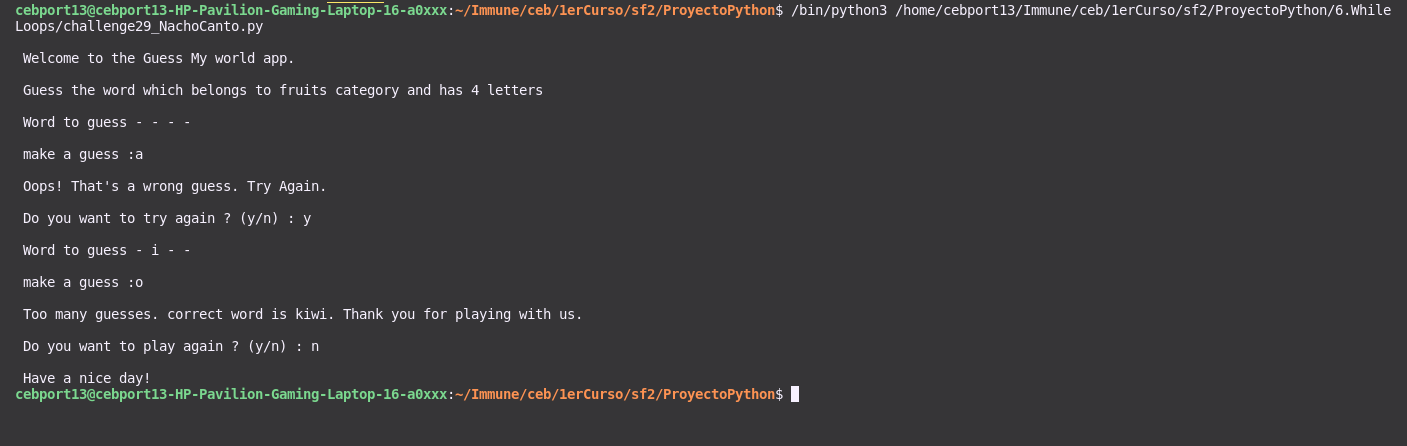 cebport13@cebport13-HP-Pavilion-Gaming-Laptop-16-a0xxx:~/Immune/ceb/1erCurso/sf2/ProyectoPython$ /bin/python3 /home/cebport13/Immune/ceb/1erCurso/sf2/ProyectoPython/6.While
Loops/challenge29_NachoCanto.py
Welcome to the Guess My world app.
Guess the word which belongs to fruits category and has 4 letters
Word to guess - - - -
make a guess :a
Oops! That's a wrong guess. Try Again.
Do you want to try again ? (y/n) : y
Word to guess - i - -
make a guess :o
Too many guesses. correct word is kiwi. Thank you for playing with us.
Do you want to play again ? (y/n) : n
Have a nice day!
cebport13@cebport13-HP-Pavilion-Gaming-Laptop-16-a0xxx:~/Immune/ceb/1erCurso/sf2/ProyectoPython$